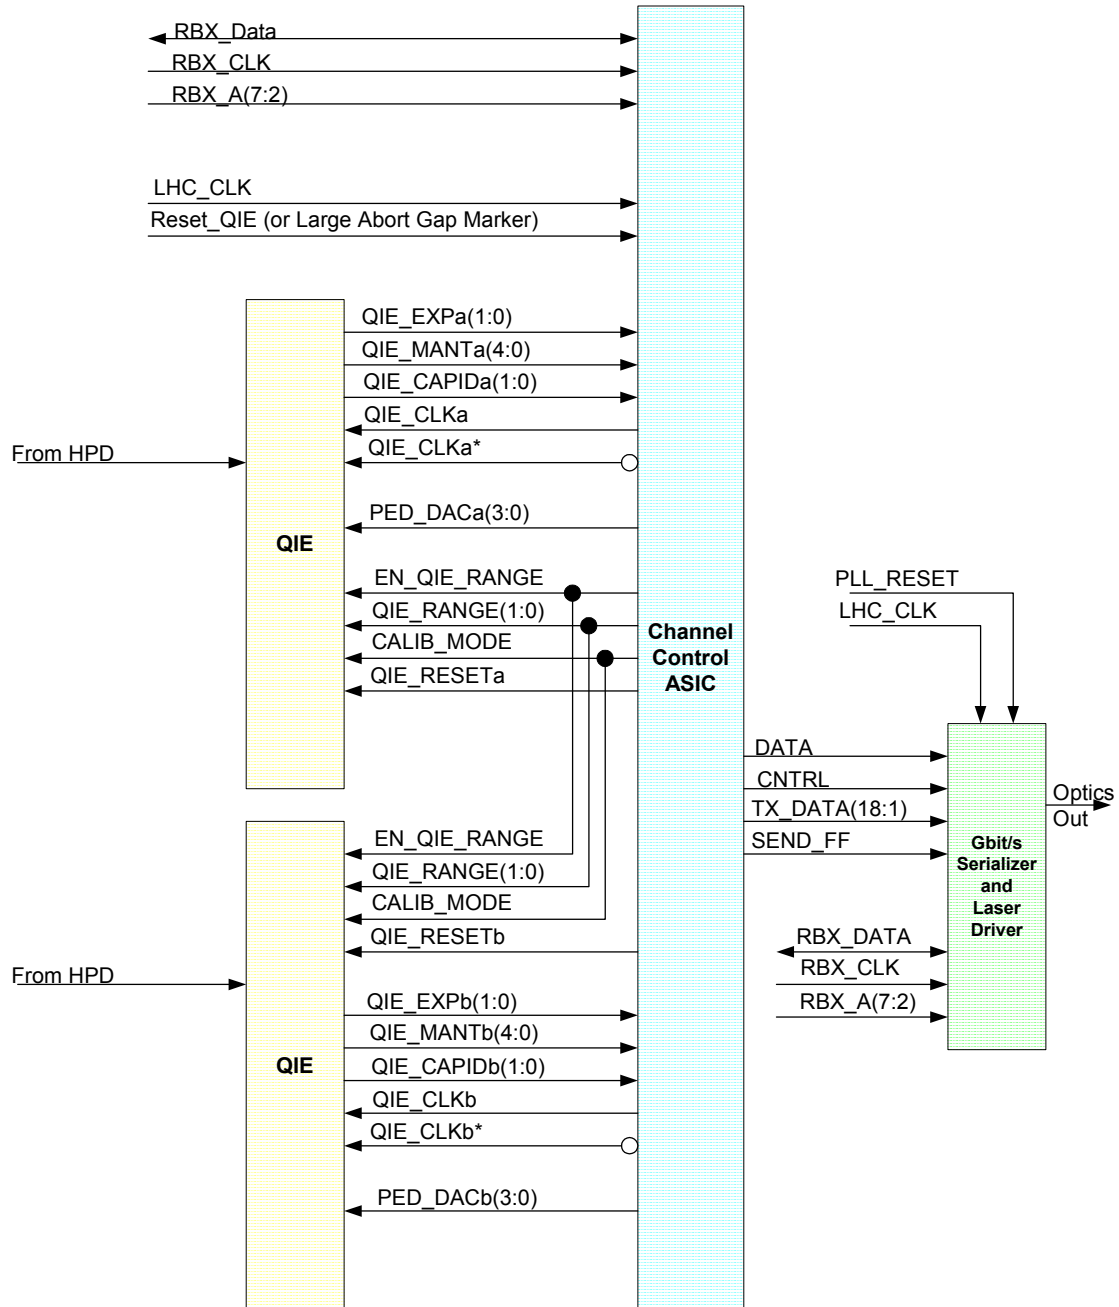 RBX_Data
RBX_CLK
RBX_A(7:2)
LHC_CLK
Reset_QIE (or Large Abort Gap Marker)
QIE_EXPa(1:0)
QIE_MANTa(4:0)
QIE_CAPIDa(1:0)
QIE_CLKa
QIE_CLKa*
From HPD
PED_DACa(3:0)
QIE
EN_QIE_RANGE
QIE_RANGE(1:0)
CALIB_MODE
QIE_RESETa
Channel
Control
ASIC
PLL_RESET
LHC_CLK
DATA
CNTRL
TX_DATA(18:1)
SEND_FF
Optics
Out
Gbit/s
Serializer
and
Laser
Driver
RBX_DATA
RBX_CLK
RBX_A(7:2)
EN_QIE_RANGE
QIE_RANGE(1:0)
CALIB_MODE
QIE_RESETb
From HPD
QIE_EXPb(1:0)
QIE_MANTb(4:0)
QIE_CAPIDb(1:0)
QIE
QIE_CLKb
QIE_CLKb*
PED_DACb(3:0)